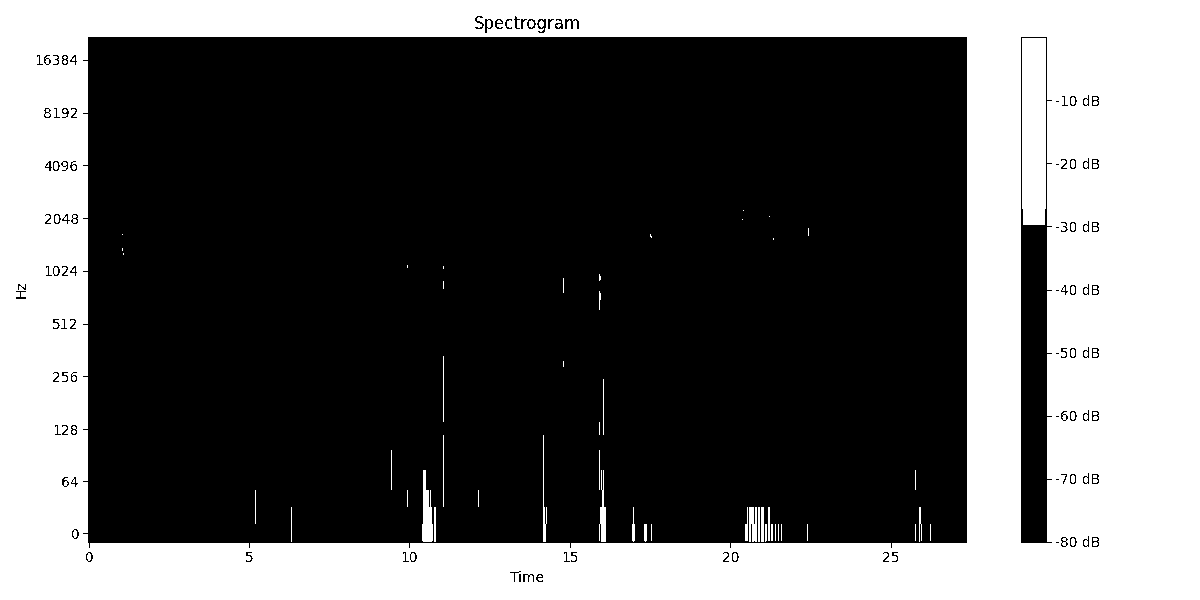 Spectrogram
16384
8192
4096
2048
1024
512
256
128
64
0
Hz
0 5 10 15 20 25
Time
-10 dB
-20 dB
-30 dB
-40 dB
-50 dB
-60 dB
-70 dB
-80 dB